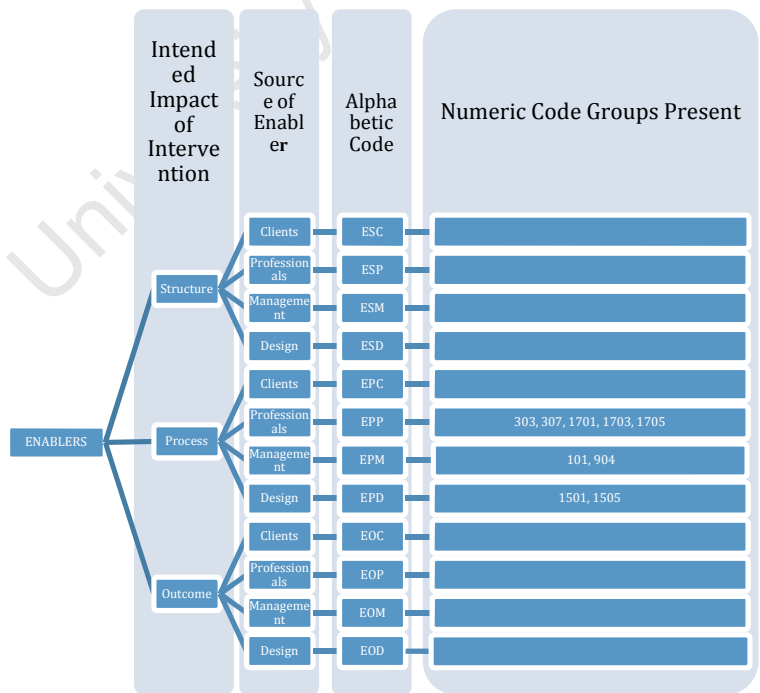 Intend
ed
Impact
of
Interve
ntion
Sourc
e of
Enabl
er
Alpha
betic
Code
Numeric Code Groups Present
ENABLERS
Structure
Clients
ESC
Profession
als
ESP
Manageme
nt
ESM
Design
ESD
Process
Clients
EPC
Profession
als
EPP
303, 307, 1701, 1703, 1705
Manageme
nt
EPM
101, 904
Design
EPD
1501, 1505
Outcome
Clients
EOC
Profession
als
EOP
Manageme
nt
EOM
Design
EOD